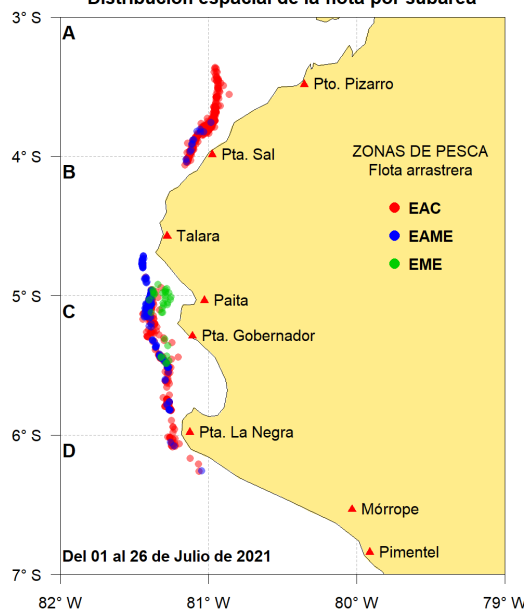 Distribución espacial de la flota por subárea
3° S
A
Pto. Pizarro
ZONAS DE PESCA
Flota arrastrera
4° S
Pta. Sal
B
EAC
Talara
EAME
EME
5° S
Paita
C
Pta. Gobernador
6° S
Pta. La Negra
D
Mórrope
Del 01 al 26 de Julio de 2021
Pimentel
7° S
82° W
81° W
80° W
79° W